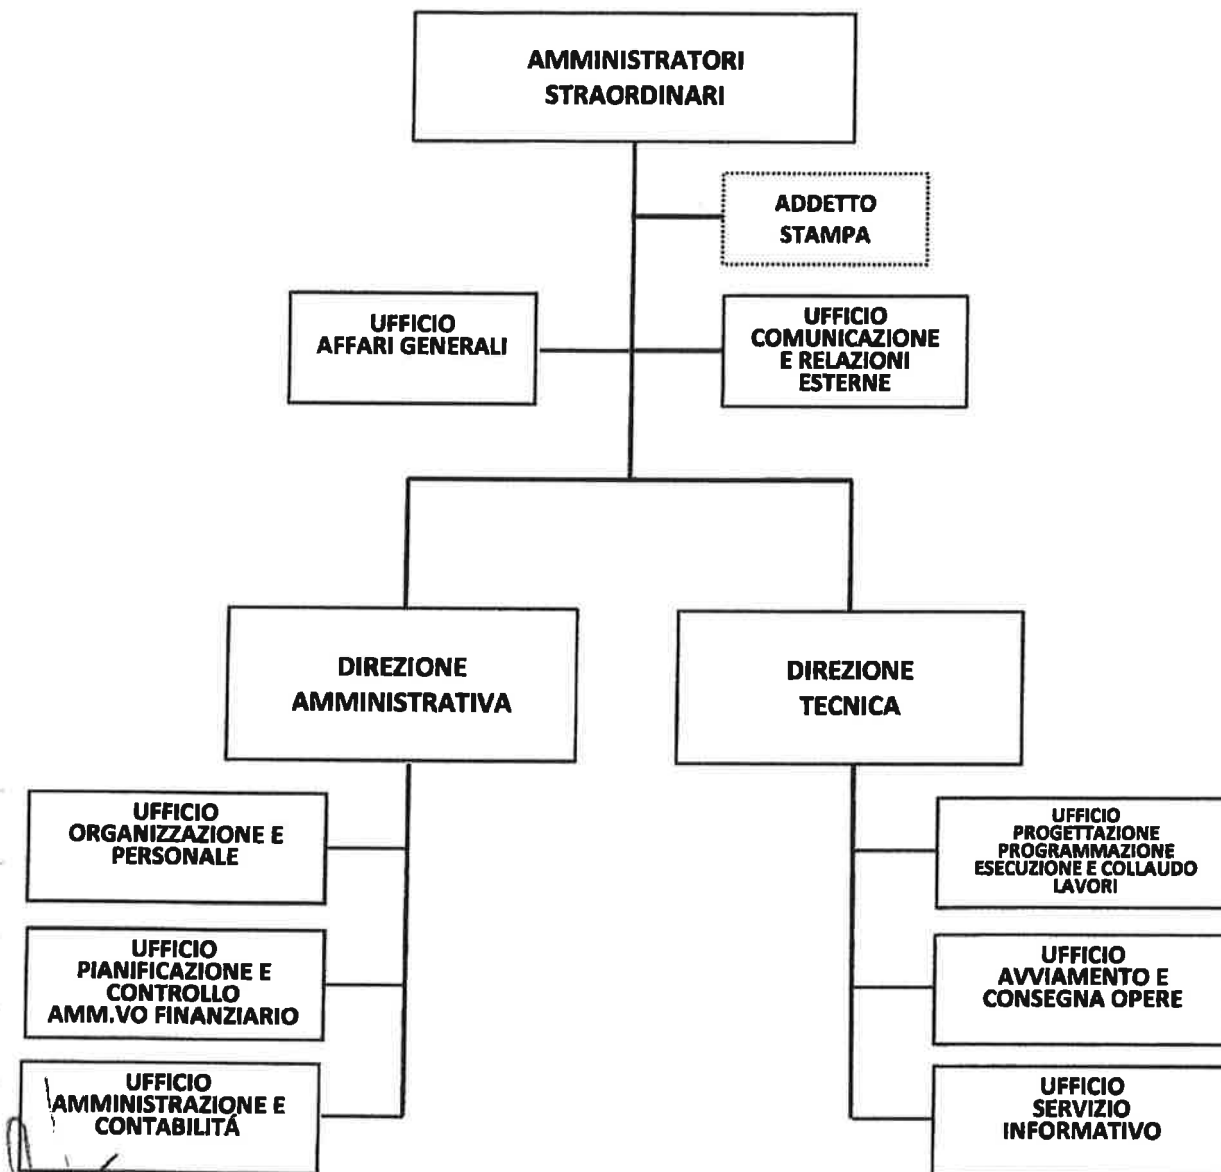 AMMINISTRATORI
STRAORDINARI
ADDETTO
STAMPA
UFFICIO
AFFARI GENERALI
UFFICIO
COMUNICAZIONE
E RELAZIONI
ESTERNE
DIREZIONE
AMMINISTRATIVA
DIREZIONE
TECNICA
UFFICIO
ORGANIZZAZIONE E
PERSONALE
UFFICIO
PIANIFICAZIONE E
CONTROLLO
AMM.VO FINANZIARIO
UFFICIO
AMMINISTRAZIONE E
CONTABILITÁ
UFFICIO
PROGETTAZIONE
PROGRAMMAZIONE
ESECUZIONE E COLLAUDO
LAVORI
UFFICIO
AVVIAMENTO E
CONSEGNA OPERE
UFFICIO
SERVIZIO
INFORMATIVO